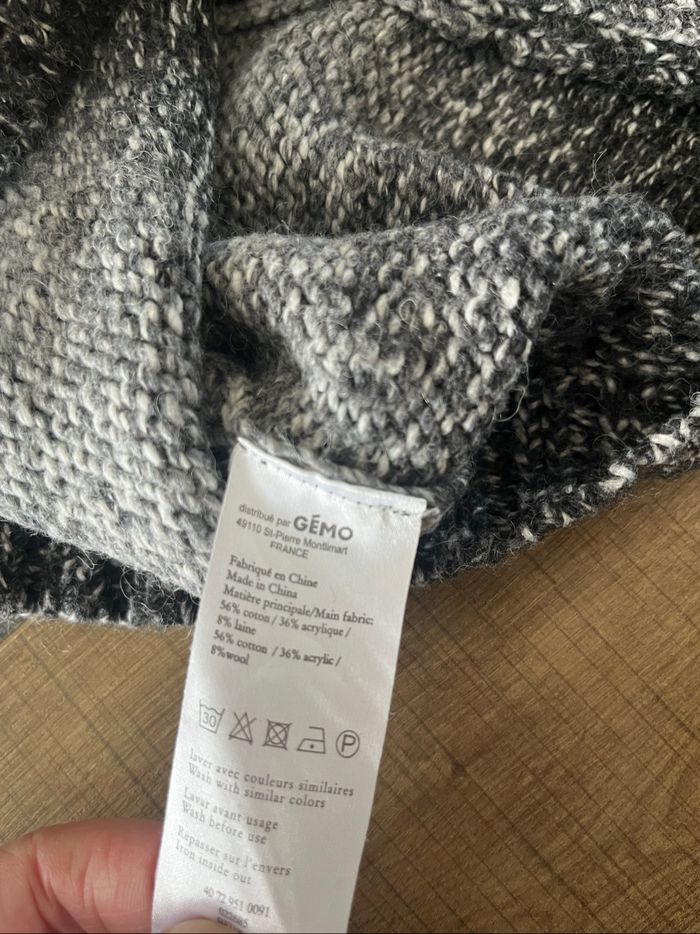 distribué par GÉMO
49110 St-Pierre Montlimart
FRANCE
Fabriqué en Chine
Made in China
Matière principale/Main fabric:
56% coton / 36% acrylique /
8% laine
56% cotton / 36% acrylic /
8%wool
30
P
laver avec couleurs similaires
Wash with similar colors
Lavar avant usage
Wash before use
Repasser sur l'envers
Iron inside out
40 72 951 0091